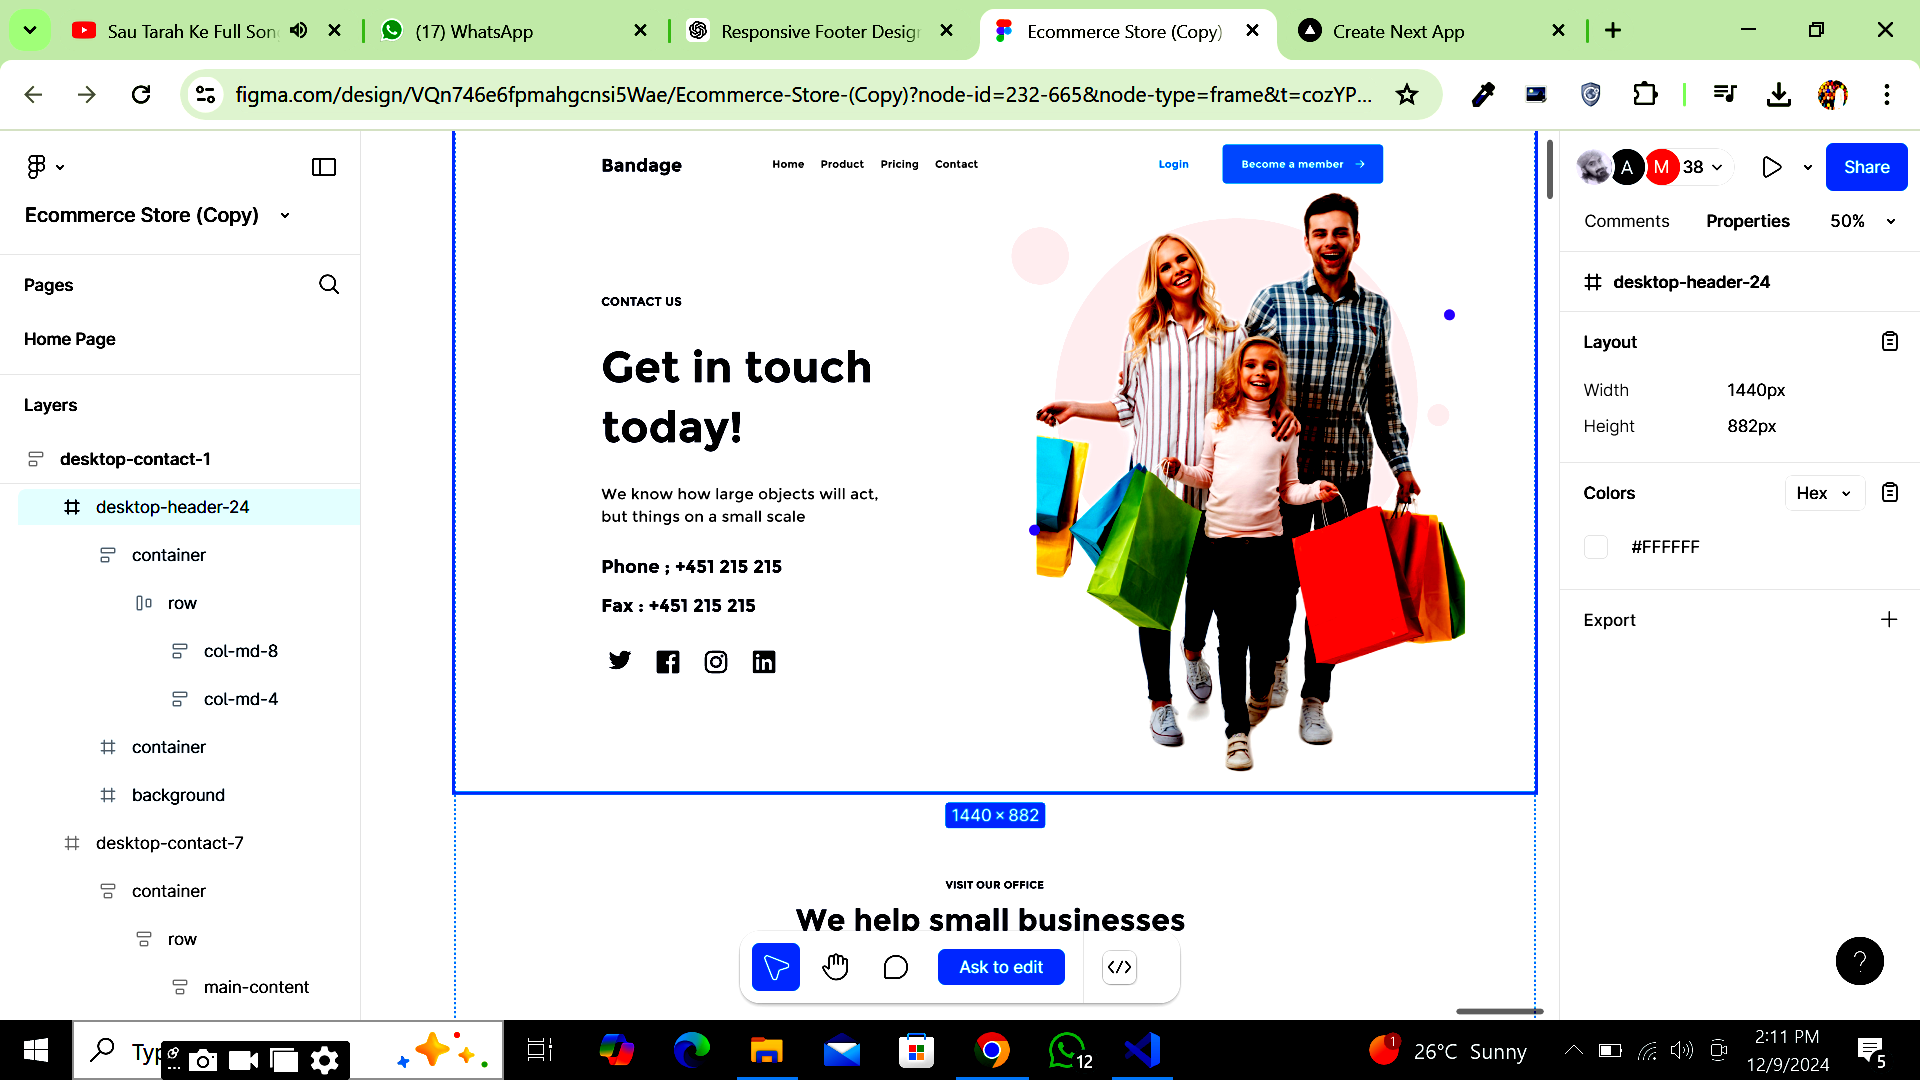 Sau Tarah Ke Full Son
(17) WhatsApp
Responsive Footer Desig
Ecommerce Store (Copy)
Create Next App
figma.com/design/VQn746e6fpmahgcnsi5Wae/Ecommerce-Store-(Copy)?node-id=232-665&node-type=frame&t=cozYP...
Ecommerce Store (Copy)
Pages
Home Page
Layers
desktop-contact-1
desktop-header-24
container
row
col-md-8
col-md-4
container
background
desktop-contact-7
container
row
main-content
Bandage
Home Product Pricing Contact
Login
Become a member
CONTACT US
Get in touch
today!
We know how large objects will act,
but things on a small scale
Phone ; +451 215 215
Fax : +451 215 215
1440 × 882
VISIT OUR OFFICE
We help small businesses
Ask to edit
A M 38
Share
Comments Properties 50%
desktop-header-24
Layout
Width 1440px
Height 882px
Colors Hex
#FFFFFF
Export
?
Typ
12
1
26°C Sunny
2:11 PM
12/9/2024
5